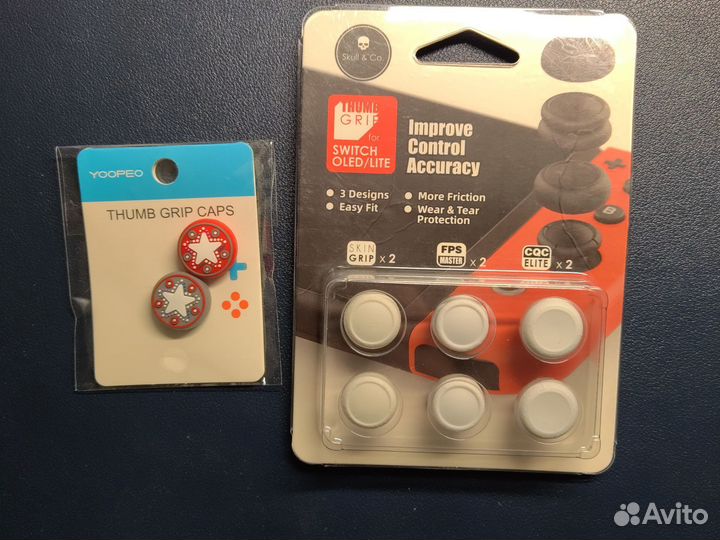 YOOPEO
THUMB GRIP CAPS
Skull & Co.
THUMB
GRIP
for
SWITCH
OLED/LITE
Improve
Control
Accuracy
3 Designs
Easy Fit
More Friction
Wear & Tear
Protection
SKIN
GRIP x 2
FPS
MASTER x 2
CQC
ELITE x 2
B
Avito